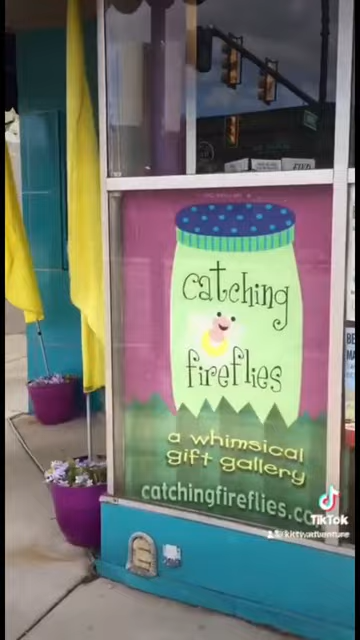 catching
fireflies
a whimsical
gift gallery
catchingfireflies.co
TikTok